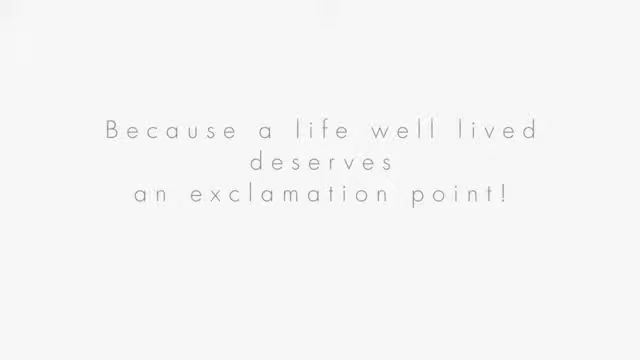 Because a life well lived
deserves
an exclamation point!